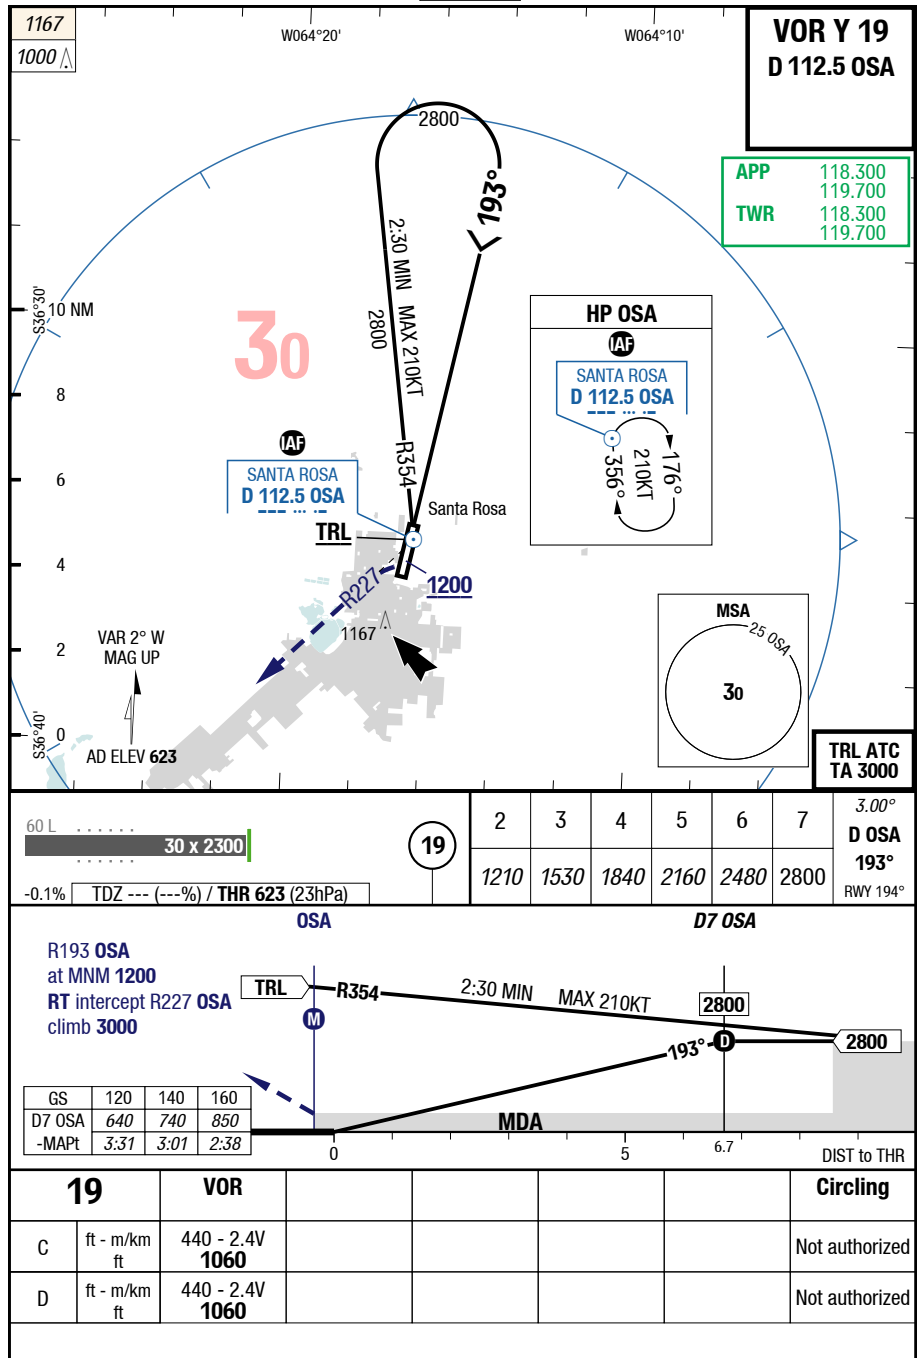 1167
1000
W064°20'
W064°10'
VOR Y 19
D 112.5 OSA
APP 118.300
119.700
TWR 118.300
119.700
2800
193°
2:30 MIN MAX 210KT
2800
R354
S36°30'
10 NM
8
6
4
2
0
S36°40'
30
HP OSA
IAF
SANTA ROSA
D 112.5 OSA
356°
210KT
176°
IAF
SANTA ROSA
D 112.5 OSA
Santa Rosa
TRL
R227
1200
1167
VAR 2° W
MAG UP
AD ELEV 623
MSA
25 OSA
30
TRL ATC
TA 3000
60 L
30 x 2300
-0.1% TDZ --- (---%) / THR 623 (23hPa)
19
2 3 4 5 6 7
1210 1530 1840 2160 2480 2800
3.00°
D OSA
193°
RWY 194°
OSA
D7 OSA
R193 OSA
at MNM 1200
RT intercept R227 OSA
climb 3000
TRL
R354
2:30 MIN MAX 210KT
2800
M
D
193°
2800
MDA
GS 120 140 160
D7 OSA 640 740 850
-MAPt 3:31 3:01 2:38
0 5 6.7 DIST to THR
19 VOR Circling
C ft - m/km 440 - 2.4V Not authorized
ft 1060
D ft - m/km 440 - 2.4V Not authorized
ft 1060